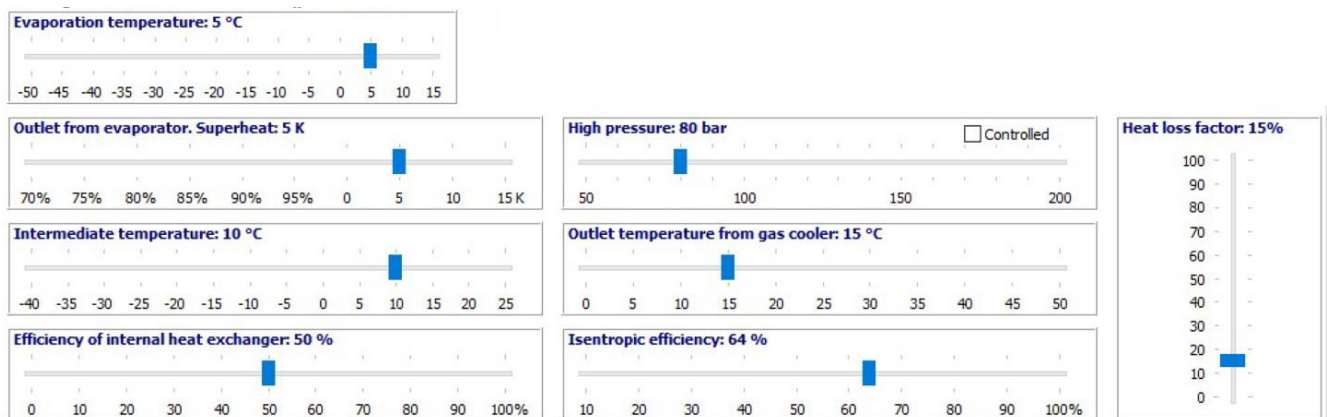 Evaporation temperature: 5 °C
-50 -45 -40 -35 -30 -25 -20 -15 -10 -5 0 5 10 15
Outlet from evaporator. Superheat: 5 K
70% 75% 80% 85% 90% 95% 0 5 10 15 K
High pressure: 80 bar
Controlled
50 100 150 200
Heat loss factor: 15%
100
90
80
70
60
50
40
30
20
10
0
Intermediate temperature: 10 °C
-40 -35 -30 -25 -20 -15 -10 -5 0 5 10 15 20 25
Outlet temperature from gas cooler: 15 °C
0 5 10 15 20 25 30 35 40 45 50
Efficiency of internal heat exchanger: 50 %
0 10 20 30 40 50 60 70 80 90 100%
Isentropic efficiency: 64 %
10 20 30 40 50 60 70 80 90 100%